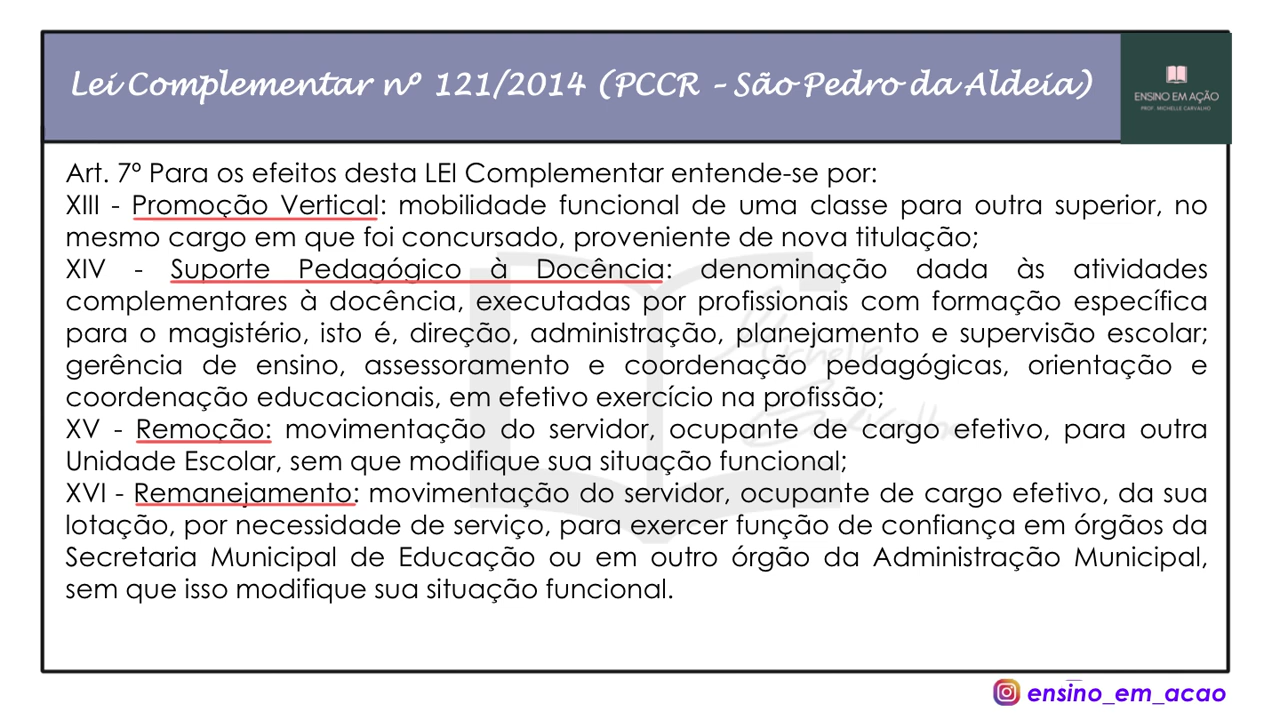 Lei Complementar nº 121/2014 (PCCR – São Pedro da Aldeia)
ENSINO EM AÇÃO
PROF. MICHELLE CARVALHO
Art. 7º Para os efeitos desta LEI Complementar entende-se por:
XIII - Promoção Vertical: mobilidade funcional de uma classe para outra superior, no
mesmo cargo em que foi concursado, proveniente de nova titulação;
XIV - Suporte Pedagógico à Docência: denominação dada às atividades
complementares à docência, executadas por profissionais com formação específica
para o magistério, isto é, direção, administração, planejamento e supervisão escolar;
gerência de ensino, assessoramento e coordenação pedagógicas, orientação e
coordenação educacionais, em efetivo exercício na profissão;
XV - Remoção: movimentação do servidor, ocupante de cargo efetivo, para outra
Unidade Escolar, sem que modifique sua situação funcional;
XVI - Remanejamento: movimentação do servidor, ocupante de cargo efetivo, da sua
lotação, por necessidade de serviço, para exercer função de confiança em órgãos da
Secretaria Municipal de Educação ou em outro órgão da Administração Municipal,
sem que isso modifique sua situação funcional.
ensino_em_acao